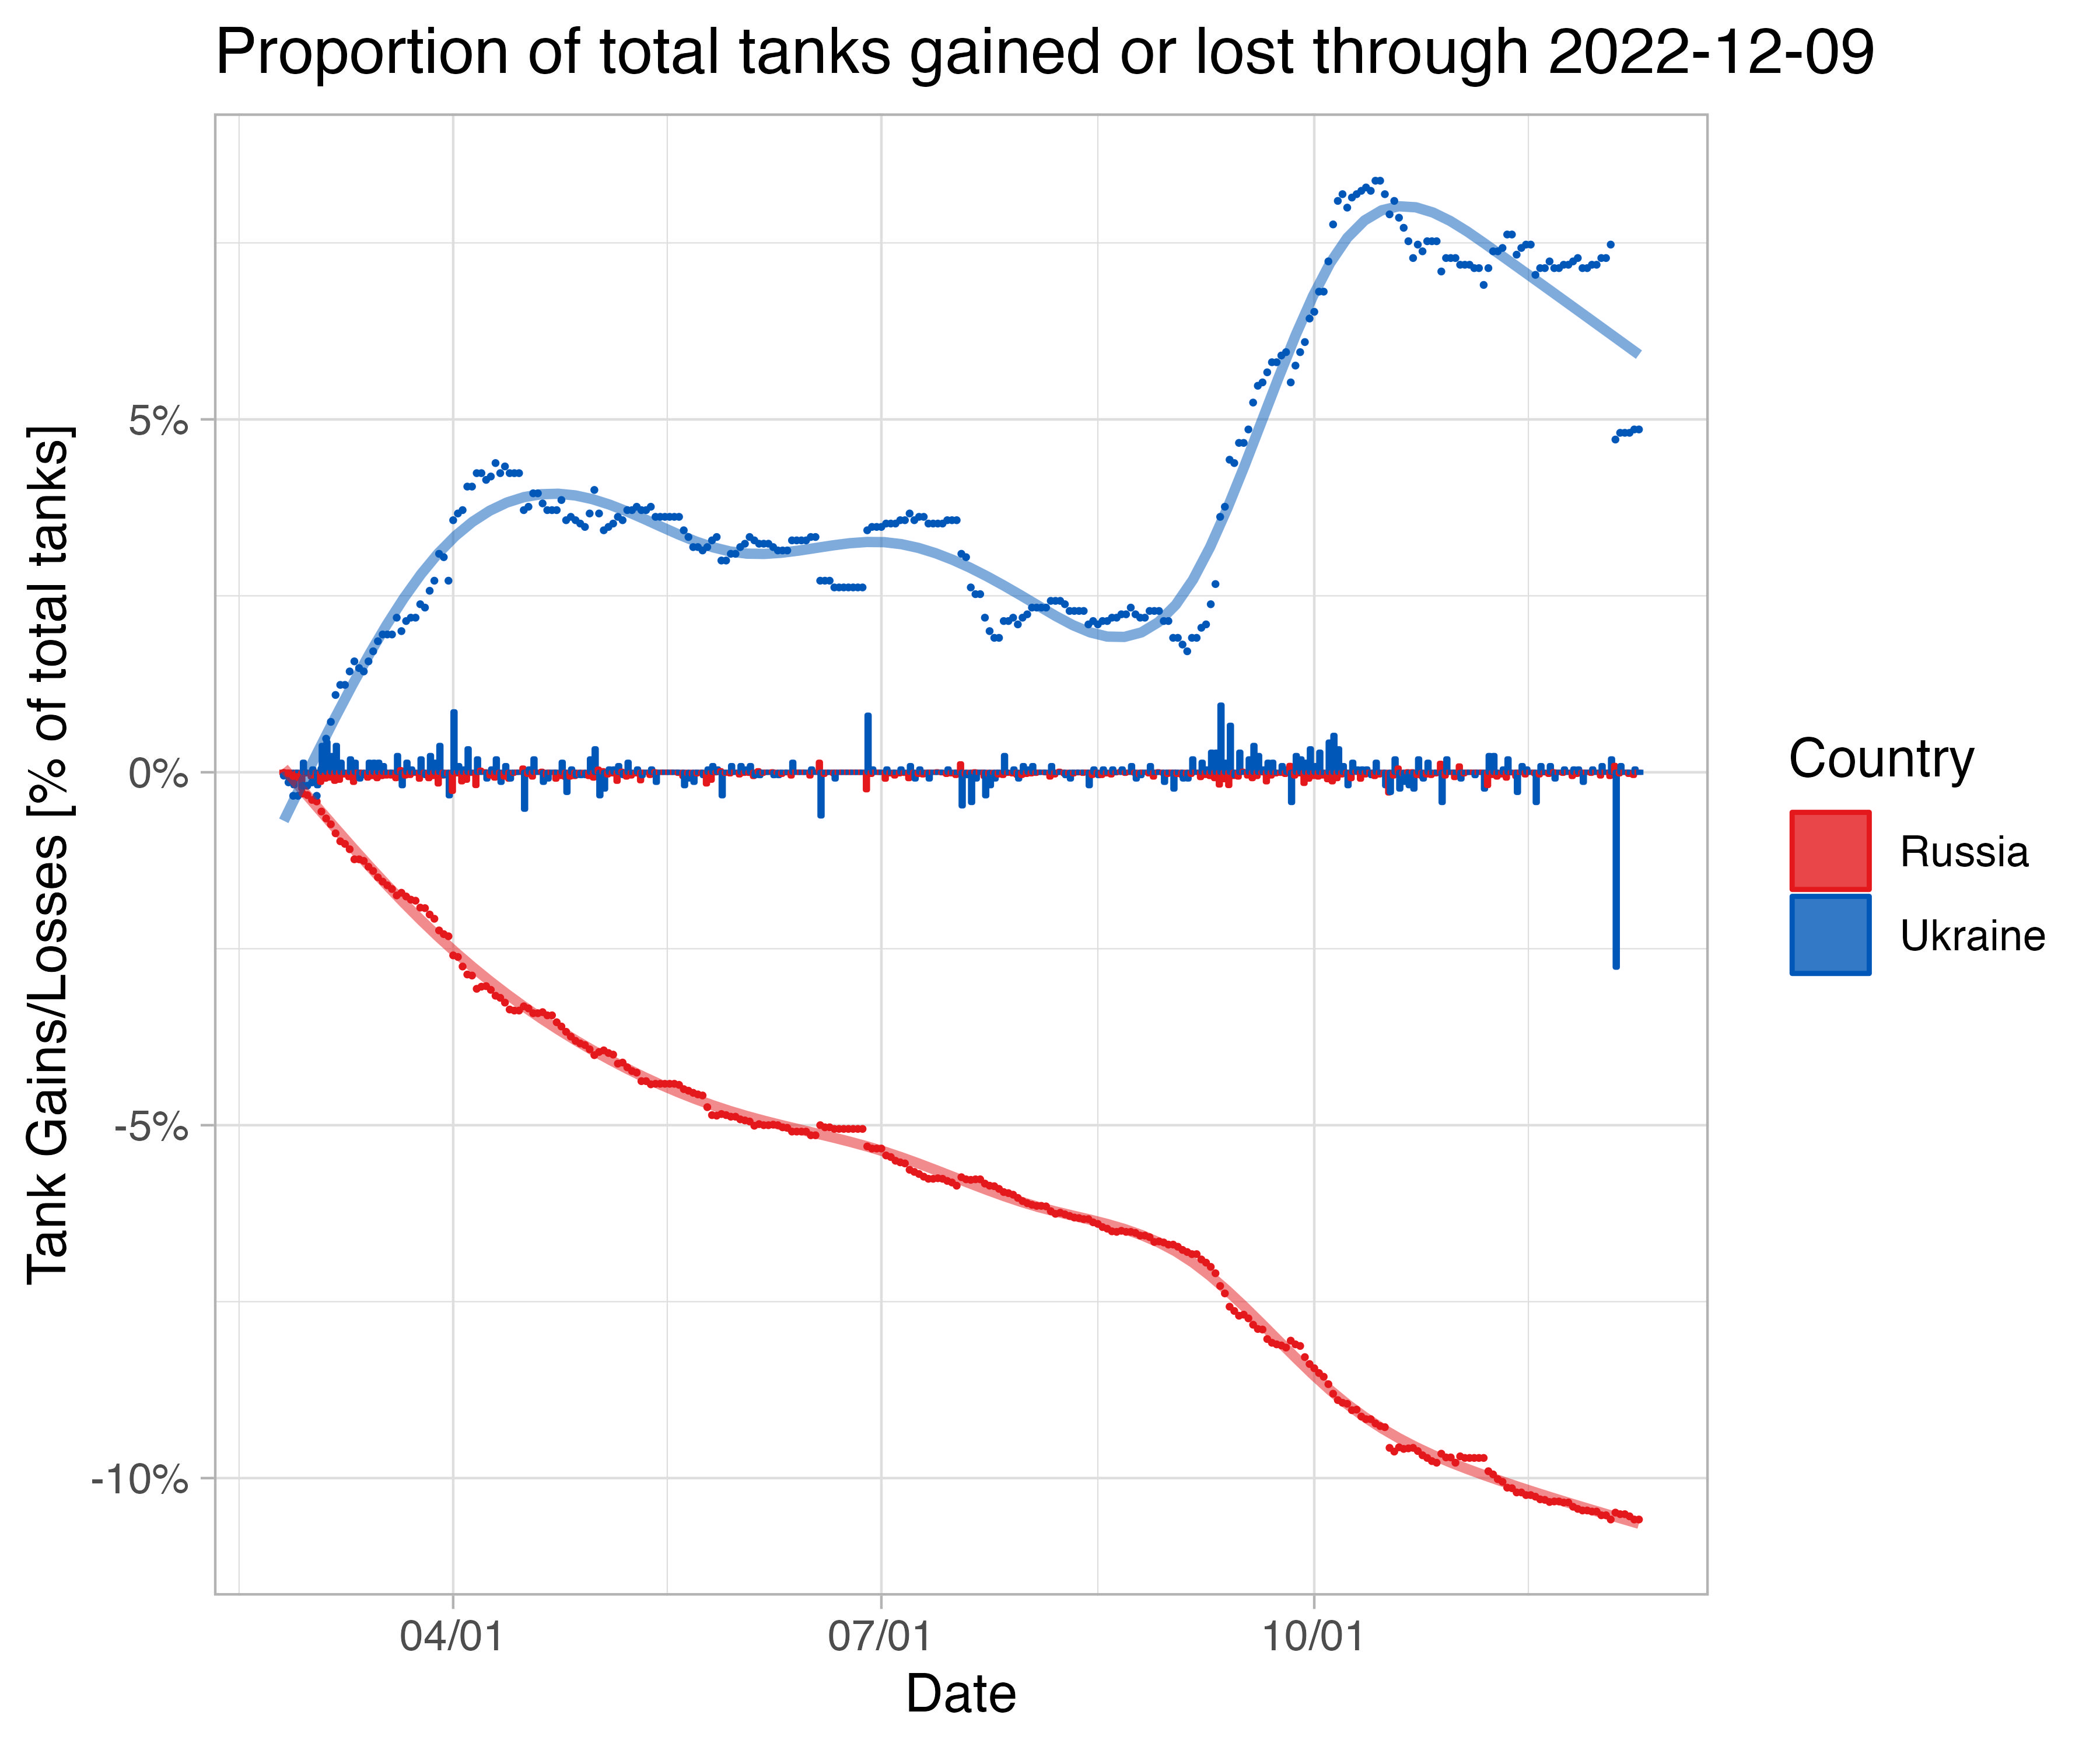 Proportion of total tanks gained or lost through 2022-12-09
Tank Gains/Losses [% of total tanks]
5%
0%
-5%
-10%
04/01
07/01
10/01
Date
Country
Russia
Ukraine